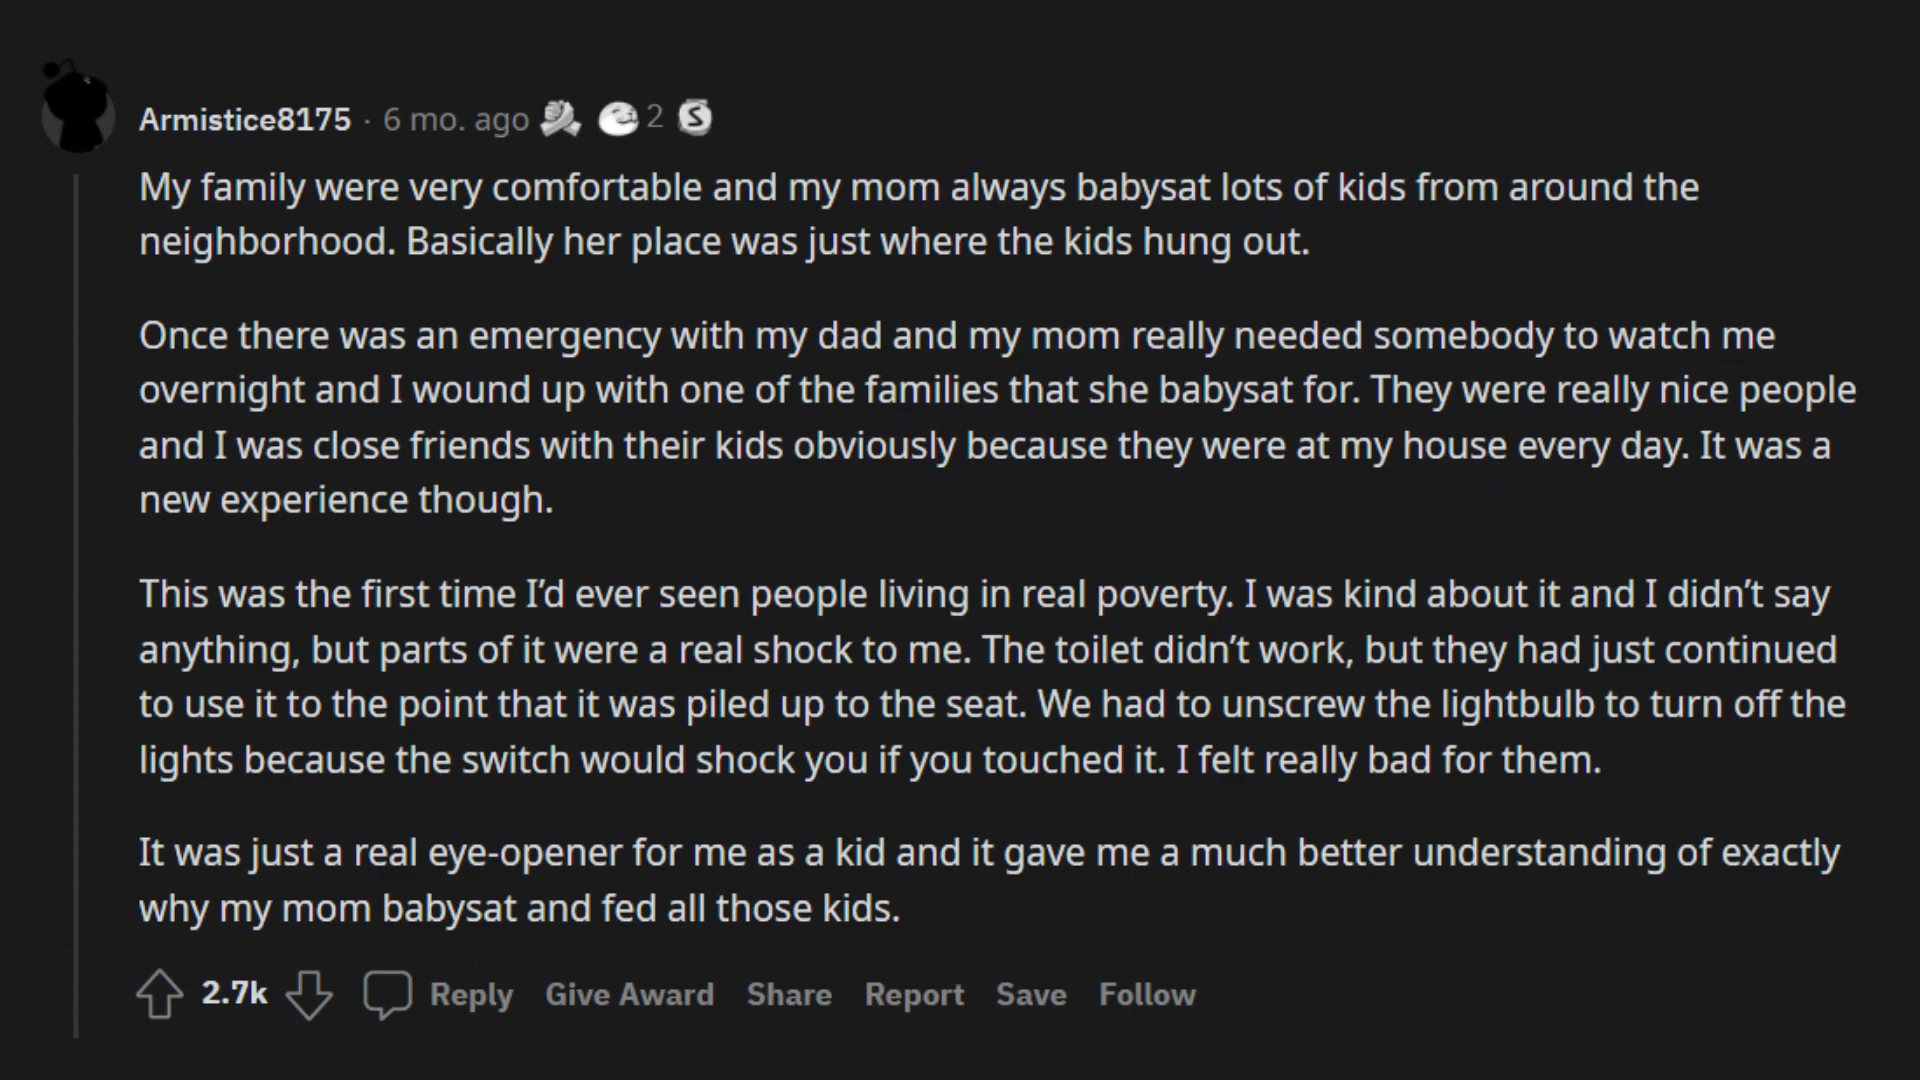 Armistice8175 · 6 mo. ago 2 S
My family were very comfortable and my mom always babysat lots of kids from around the
neighborhood. Basically her place was just where the kids hung out.
Once there was an emergency with my dad and my mom really needed somebody to watch me
overnight and I wound up with one of the families that she babysat for. They were really nice people
and I was close friends with their kids obviously because they were at my house every day. It was a
new experience though.
This was the first time I’d ever seen people living in real poverty. I was kind about it and I didn’t say
anything, but parts of it were a real shock to me. The toilet didn’t work, but they had just continued
to use it to the point that it was piled up to the seat. We had to unscrew the lightbulb to turn off the
lights because the switch would shock you if you touched it. I felt really bad for them.
It was just a real eye-opener for me as a kid and it gave me a much better understanding of exactly
why my mom babysat and fed all those kids.
2.7k Reply Give Award Share Report Save Follow